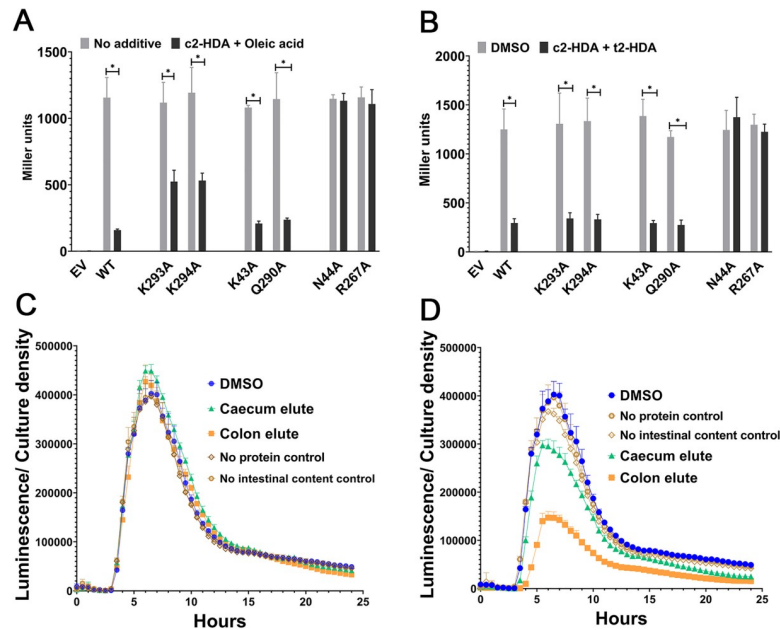 A
No additive c2-HDA + Oleic acid
Miller units
1500
1000
500
0
* * * * *
EV WT K293A K294A K43A Q290A N44A R267A
B
DMSO c2-HDA + t2-HDA
Miller units
2000
1500
1000
500
0
* * * * *
EV WT K293A K294A K43A Q290A N44A R267A
C
Luminescence/ Culture density
500000
400000
300000
200000
100000
0
DMSO
Caecum elute
Colon elute
No protein control
No intestinal content control
0 5 10 15 20 25
Hours
D
Luminescence/ Culture density
500000
400000
300000
200000
100000
0
DMSO
No protein control
No intestinal content control
Caecum elute
Colon elute
0 5 10 15 20 25
Hours